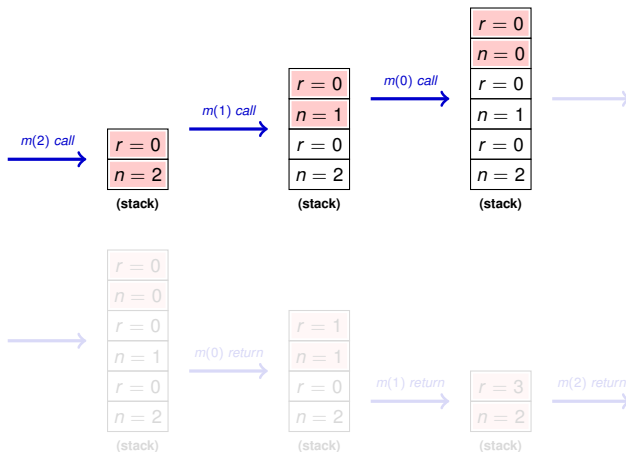 m(2) call
r = 0
n = 2
(stack)
m(1) call
r = 0
n = 1
r = 0
n = 2
(stack)
m(0) call
r = 0
n = 0
r = 0
n = 1
r = 0
n = 2
(stack)
r = 0
n = 0
r = 0
n = 1
r = 0
n = 2
(stack)
m(0) return
r = 1
n = 1
r = 0
n = 2
(stack)
m(1) return
r = 3
n = 2
(stack)
m(2) return